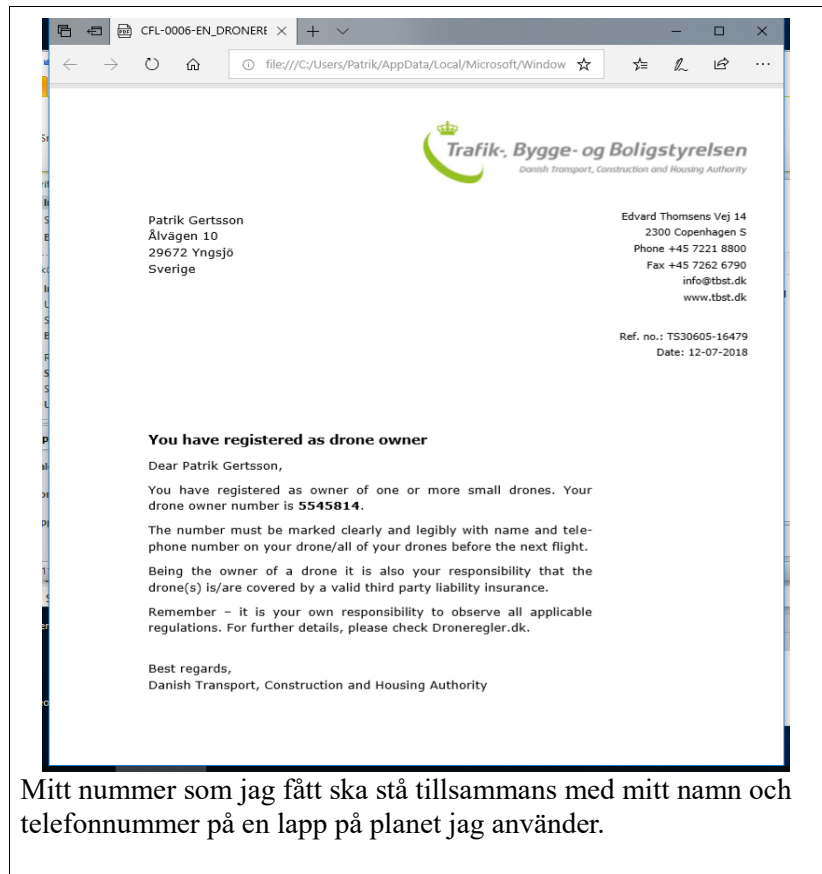 CFL-0006-EN_DRONERE
file:///C:/Users/Patrik/AppData/Local/Microsoft/Window
Trafik-, Bygge- og Boligstyrelsen
Danish Transport, Construction and Housing Authority
Patrik Gertsson
Ålvägen 10
29672 Yngsjö
Sverige
Edvard Thomsens Vej 14
2300 Copenhagen S
Phone +45 7221 8800
Fax +45 7262 6790
info@tbst.dk
www.tbst.dk
Ref. no.: TS30605-16479
Date: 12-07-2018
You have registered as drone owner
Dear Patrik Gertsson,
You have registered as owner of one or more small drones. Your
drone owner number is 5545814.
The number must be marked clearly and legibly with name and tele-
phone number on your drone/all of your drones before the next flight.
Being the owner of a drone it is also your responsibility that the
drone(s) is/are covered by a valid third party liability insurance.
Remember – it is your own responsibility to observe all applicable
regulations. For further details, please check Droneregler.dk.
Best regards,
Danish Transport, Construction and Housing Authority
Mitt nummer som jag fått ska stå tillsammans med mitt namn och
telefonnummer på en lapp på planet jag använder.